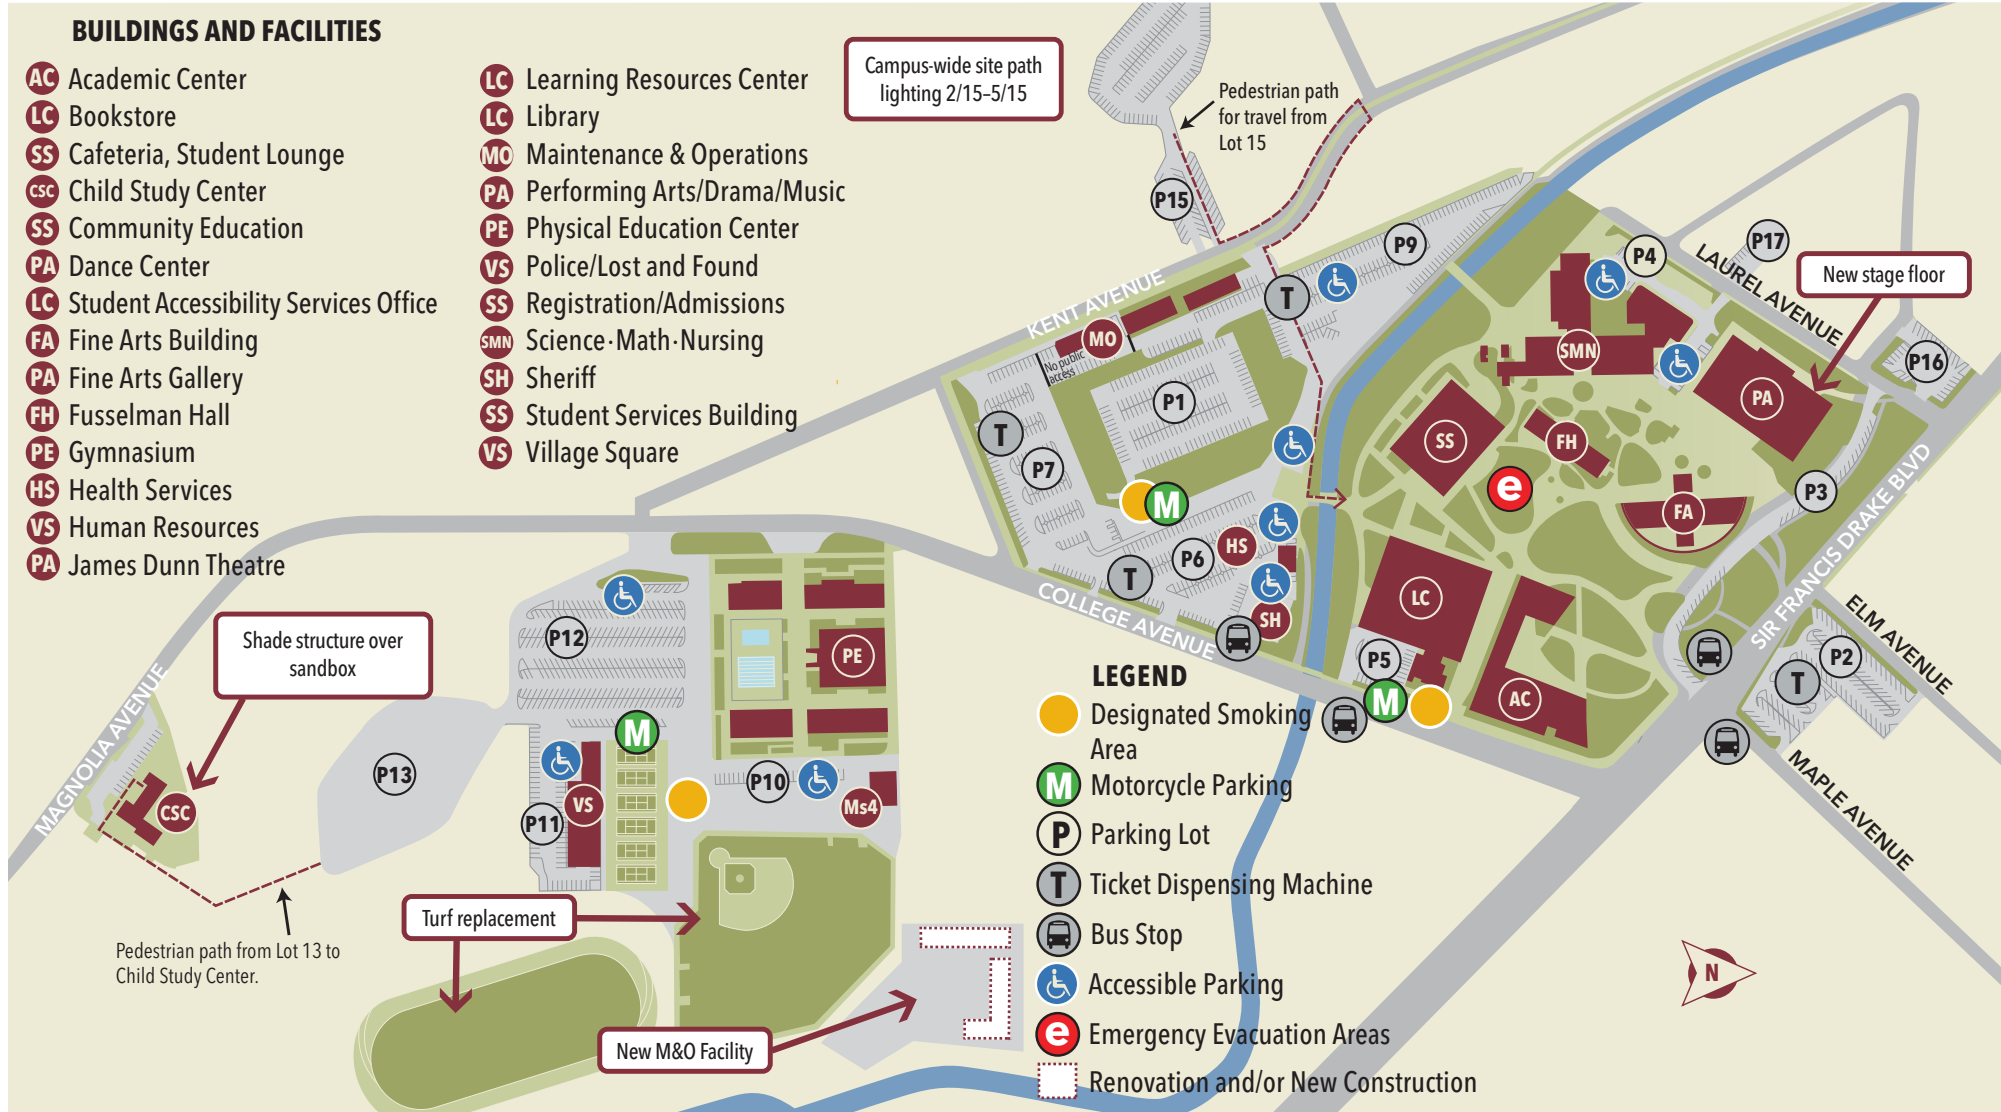 BUILDINGS AND FACILITIES
AC Academic Center
LC Bookstore
SS Cafeteria, Student Lounge
CSC Child Study Center
SS Community Education
PA Dance Center
LC Student Accessibility Services Office
FA Fine Arts Building
PA Fine Arts Gallery
FH Fusselman Hall
PE Gymnasium
HS Health Services
VS Human Resources
PA James Dunn Theatre
LC Learning Resources Center
LC Library
MO Maintenance & Operations
PA Performing Arts/Drama/Music
PE Physical Education Center
VS Police/Lost and Found
SS Registration/Admissions
SMN Science·Math·Nursing
SH Sheriff
SS Student Services Building
VS Village Square
Campus-wide site path
lighting 2/15–5/15
Pedestrian path
for travel from
Lot 15
P15
P9
P4
P17
LAUREL AVENUE
New stage floor
KENT AVENUE
T
MO
No public
access
SMN
P16
P1
PA
T
P7
SS
FH
M
e
P3
FA
HS
P6
T
SIR FRANCIS DRAKE BLVD
COLLEGE AVENUE
SH
LC
ELM AVENUE
P5
P2
T
M
AC
MAPLE AVENUE
Shade structure over
sandbox
P12
PE
MAGNOLIA AVENUE
M
P13
P10
CSC
VS
Ms4
P11
Turf replacement
Pedestrian path from Lot 13 to
Child Study Center.
New M&O Facility
LEGEND
Designated Smoking
Area
M Motorcycle Parking
P Parking Lot
T Ticket Dispensing Machine
Bus Stop
Accessible Parking
e Emergency Evacuation Areas
Renovation and/or New Construction
N